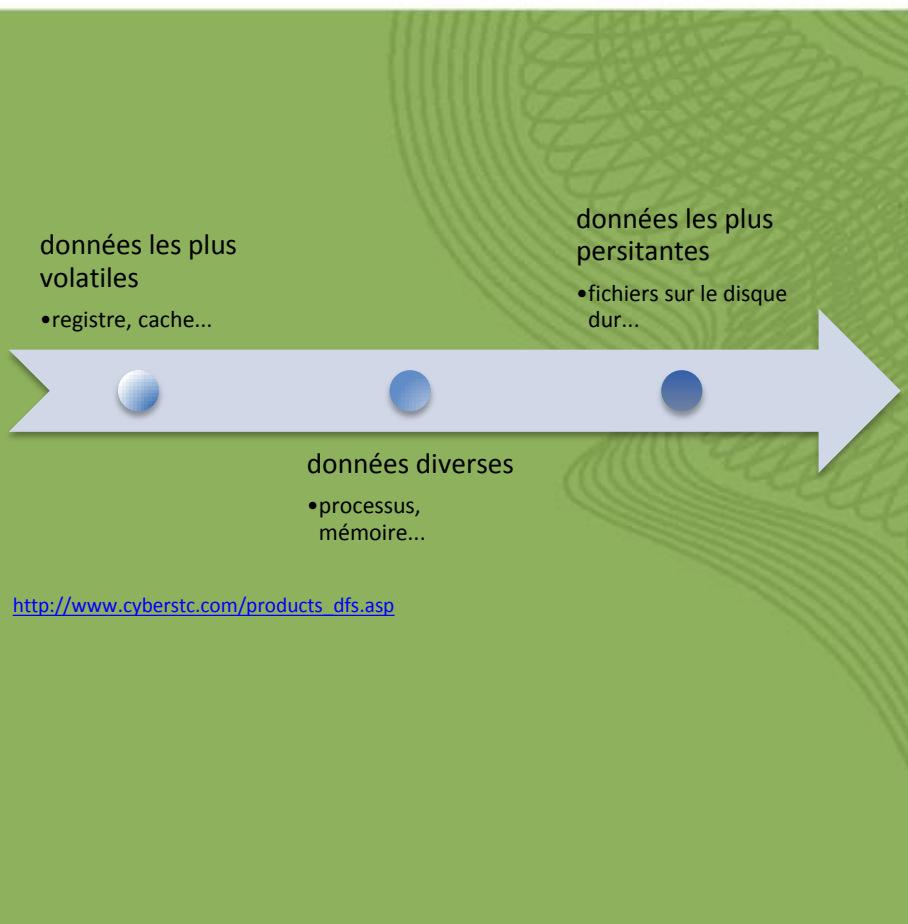 données les plus
volatiles
•registre, cache...
données diverses
•processus,
mémoire...
données les plus
persitantes
•fichiers sur le disque
dur...
http://www.cyberstc.com/products_dfs.asp